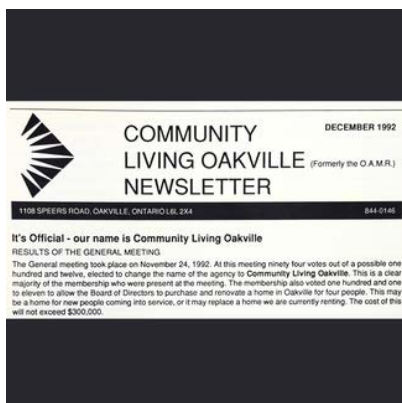 COMMUNITY
DECEMBER 1992
LIVING OAKVILLE (Formerly the O.A.M.R.)
NEWSLETTER
1108 SPEERS ROAD, OAKVILLE, ONTARIO L6L 2X4 844-0146
It's Official - our name is Community Living Oakville
RESULTS OF THE GENERAL MEETING
The General meeting took place on November 24, 1992. At this meeting ninety four votes out of a possible one
hundred and twelve, elected to change the name of the agency to Community Living Oakville. This is a clear
majority of the membership who were present at the meeting. The membership also voted one hundred and one
to eleven to allow the Board of Directors to purchase and renovate a home in Oakville for four people. This may
be a home for new people coming into service, or it may replace a home we are currently renting. The cost of this
will not exceed $300,000.